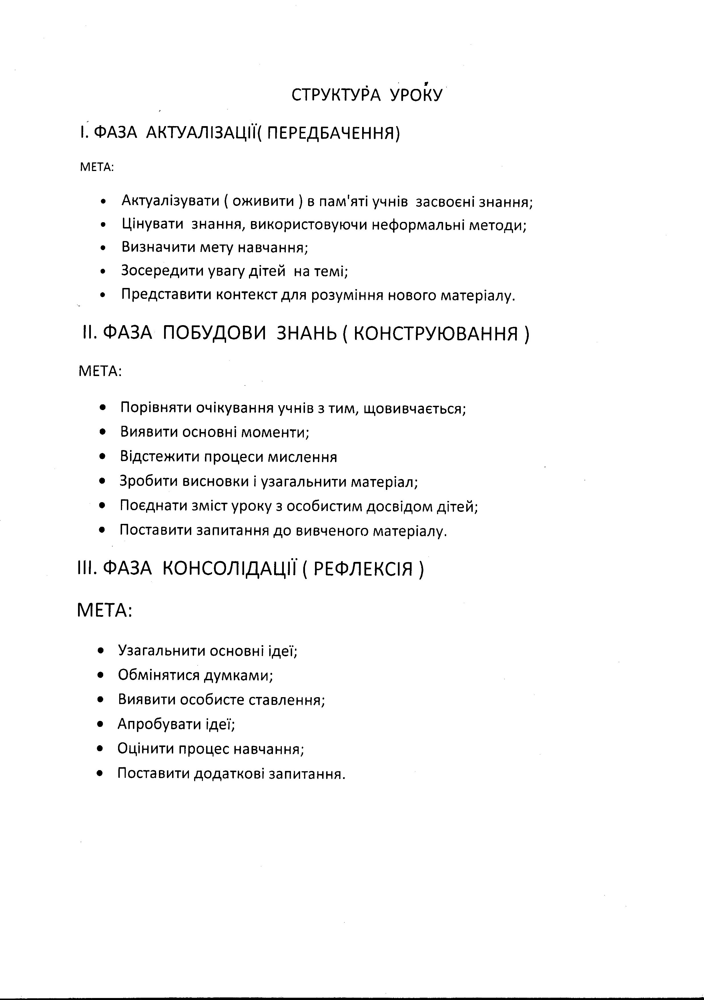 СТРУКТУРА УРОКУ
І. ФАЗА АКТУАЛІЗАЦІЇ( ПЕРЕДБАЧЕННЯ)
МЕТА:
• Актуалізувати ( оживити ) в пам'яті учнів засвоєні знання;
• Цінувати знання, використовуючи неформальні методи;
• Визначити мету навчання;
• Зосередити увагу дітей на темі;
• Представити контекст для розуміння нового матеріалу.
ІІ. ФАЗА ПОБУДОВИ ЗНАНЬ ( КОНСТРУЮВАННЯ )
МЕТА:
• Порівняти очікування учнів з тим, щовивчається;
• Виявити основні моменти;
• Відстежити процеси мислення
• Зробити висновки і узагальнити матеріал;
• Поєднати зміст уроку з особистим досвідом дітей;
• Поставити запитання до вивченого матеріалу.
ІІІ. ФАЗА КОНСОЛІДАЦІЇ ( РЕФЛЕКСІЯ )
МЕТА:
• Узагальнити основні ідеї;
• Обмінятися думками;
• Виявити особисте ставлення;
• Апробувати ідеї;
• Оцінити процес навчання;
• Поставити додаткові запитання.